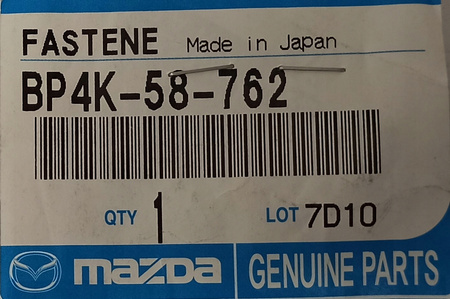 FASTENE Made in Japan
BP4K-58-762
QTY 1 LOT 7D10
mazda GENUINE PARTS